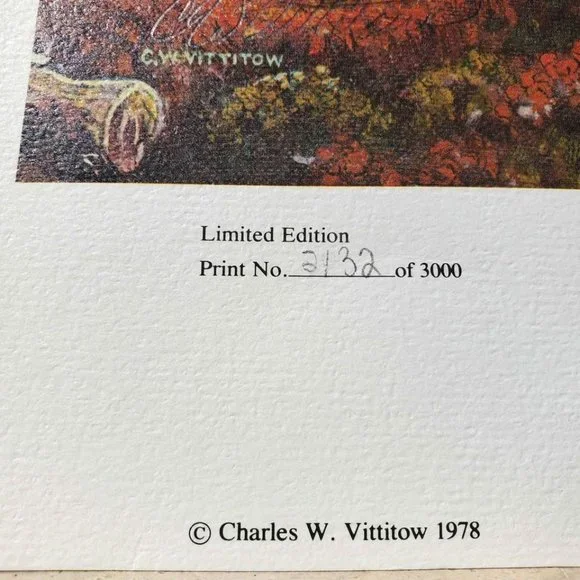 C.W. VITTITOW
Limited Edition
Print No. 2132 of 3000
© Charles W. Vittitow 1978